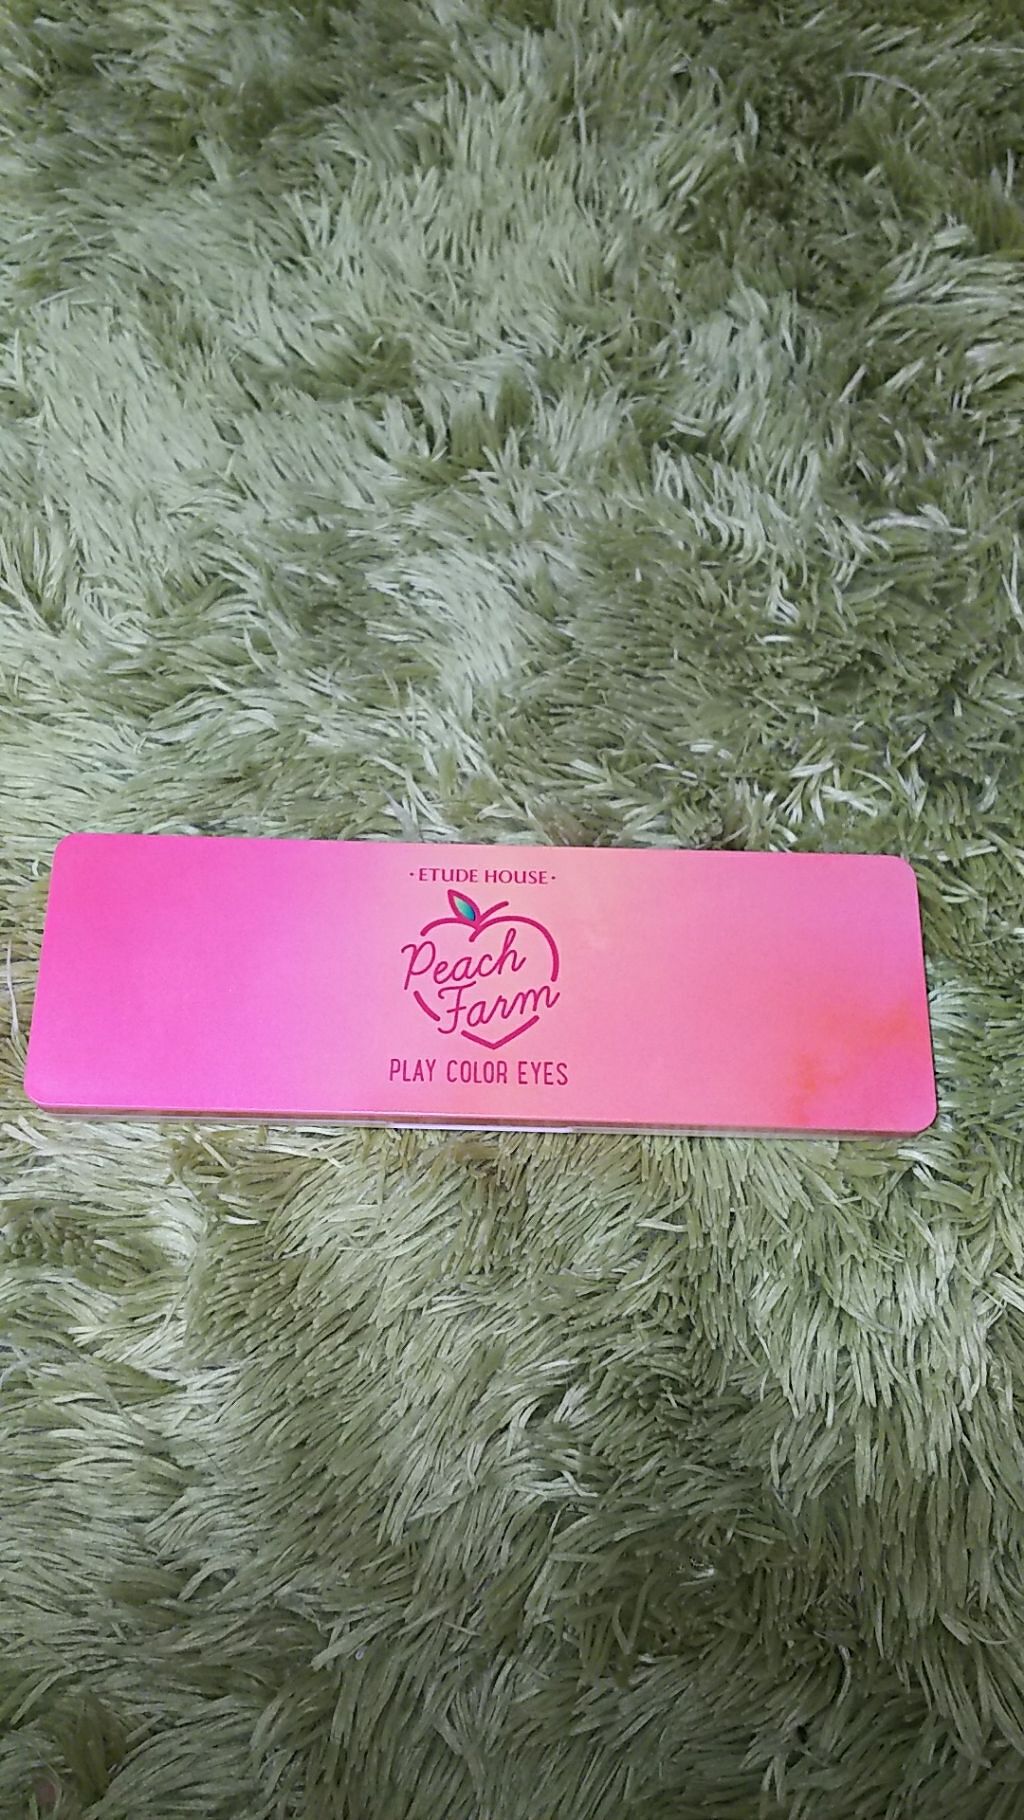 · ETUDE HOUSE ·
Peach
Farm
PLAY COLOR EYES